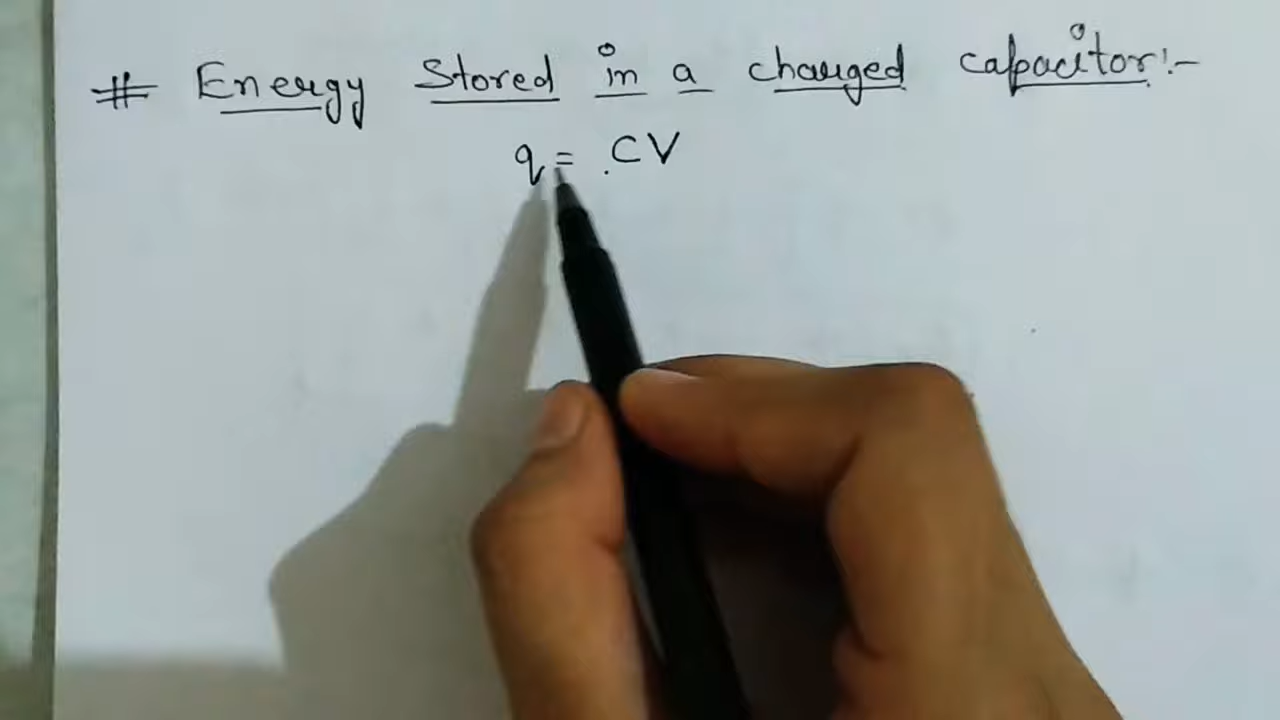 # Energy Stored in a charged capacitor:-
q = CV